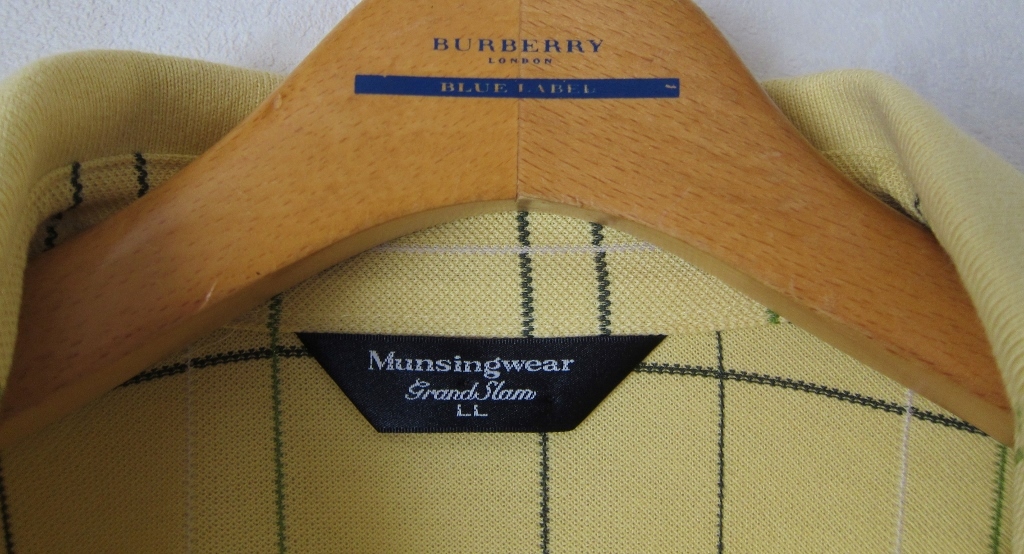 BURBERRY
LONDON
BLUE LABEL
Munsingwear
Grand Slam
LL